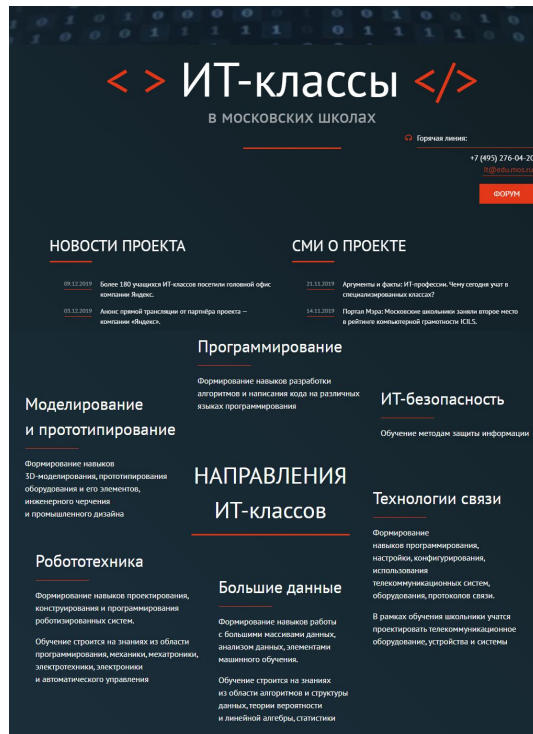 < > ИТ-классы </>
в московских школах
Горячая линия:
+7 (495) 276-04-20
it@edu.mos.ru
ФОРУМ
НОВОСТИ ПРОЕКТА
09.12.2019 Более 180 учащихся ИТ-классов посетили головной офис
компании Яндекс.
03.12.2019 Анонс прямой трансляции от партнёра проекта –
компании «Яндекс».
СМИ О ПРОЕКТЕ
21.11.2019 Аргументы и факты: ИТ-профессии. Чему сегодня учат в
специализированных классах?
14.11.2019 Портал Мэра: Московские школьники заняли второе место
в рейтинге компьютерной грамотности ICILS.
Программирование
Формирование навыков разработки
алгоритмов и написания кода на различных
языках программирования
Моделирование
и прототипирование
Формирование навыков
3D-моделирования, прототипирования
оборудования и его элементов,
инженерного черчения
и промышленного дизайна
ИТ-безопасность
Обучение методам защиты информации
НАПРАВЛЕНИЯ
ИТ-классов
Технологии связи
Формирование
навыков программирования,
настройки, конфигурирования,
использования
телекоммуникационных систем,
оборудования, протоколов связи.
В рамках обучения школьники учатся
проектировать телекоммуникационное
оборудование, устройства и системы
Робототехника
Формирование навыков проектирования,
конструирования и программирования
роботизированных систем.
Обучение строится на знаниях из области
программирования, механики, мехатроники,
электротехники, электроники
и автоматического управления
Большие данные
Формирование навыков работы
с большими массивами данных,
анализом данных, элементами
машинного обучения.
Обучение строится на знаниях
из области алгоритмов и структуры
данных, теории вероятности
и линейной алгебры, статистики